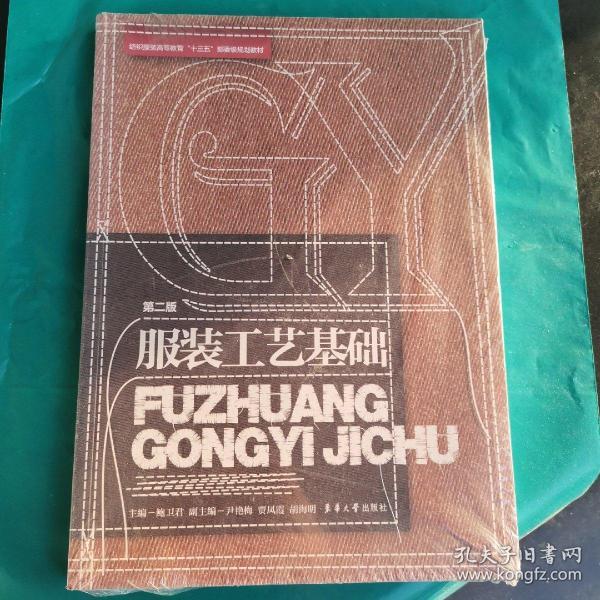 纺织服装高等教育“十三五”部委级规划教材
GY
第二版
服装工艺基础
FUZHUANG
GONGYI JICHU
主编－鲍卫君 副主编－尹艳梅 贾凤霞 胡海明 东华大学出版社
孔夫子旧书网
www.kongfz.com